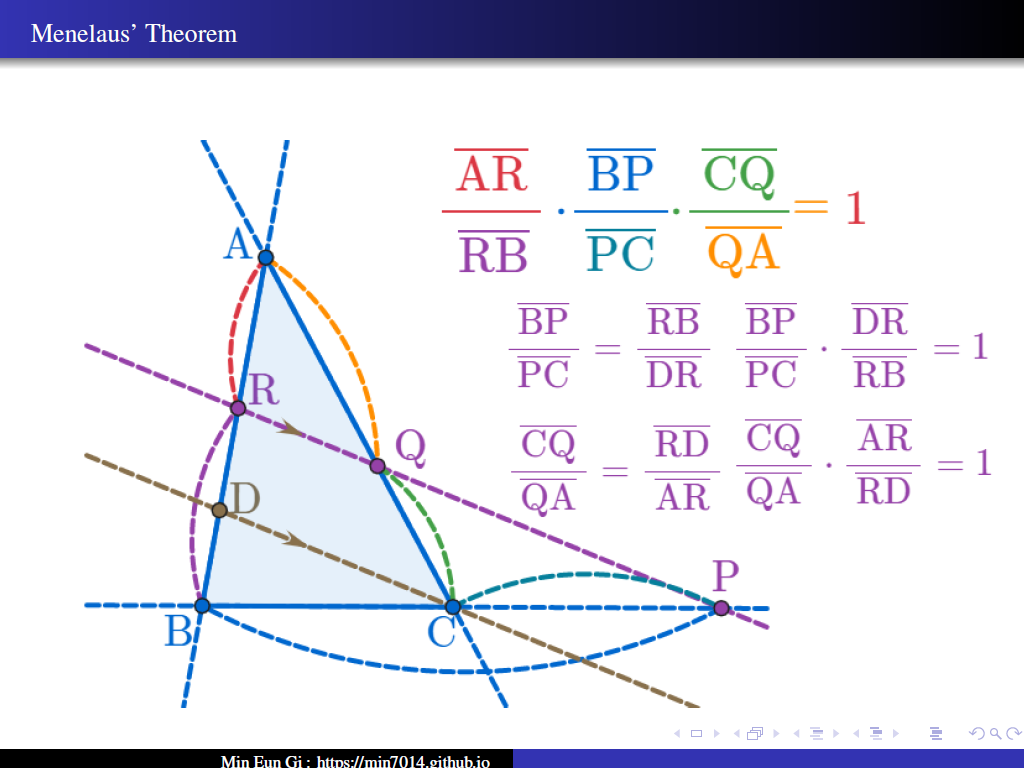 Menelaus' Theorem
\frac{\overline{AR}}{\overline{RB}} \cdot \frac{\overline{BP}}{\overline{PC}} \cdot \frac{\overline{CQ}}{\overline{QA}} = 1
\frac{\overline{BP}}{\overline{PC}} = \frac{\overline{RB}}{\overline{DR}} \frac{\overline{BP}}{\overline{PC}} \cdot \frac{\overline{DR}}{\overline{RB}} = 1
\frac{\overline{CQ}}{\overline{QA}} = \frac{\overline{RD}}{\overline{AR}} \frac{\overline{CQ}}{\overline{QA}} \cdot \frac{\overline{AR}}{\overline{RD}} = 1
A
R
Q
D
P
B
C
Min Eun Gi : https://min7014.github.io